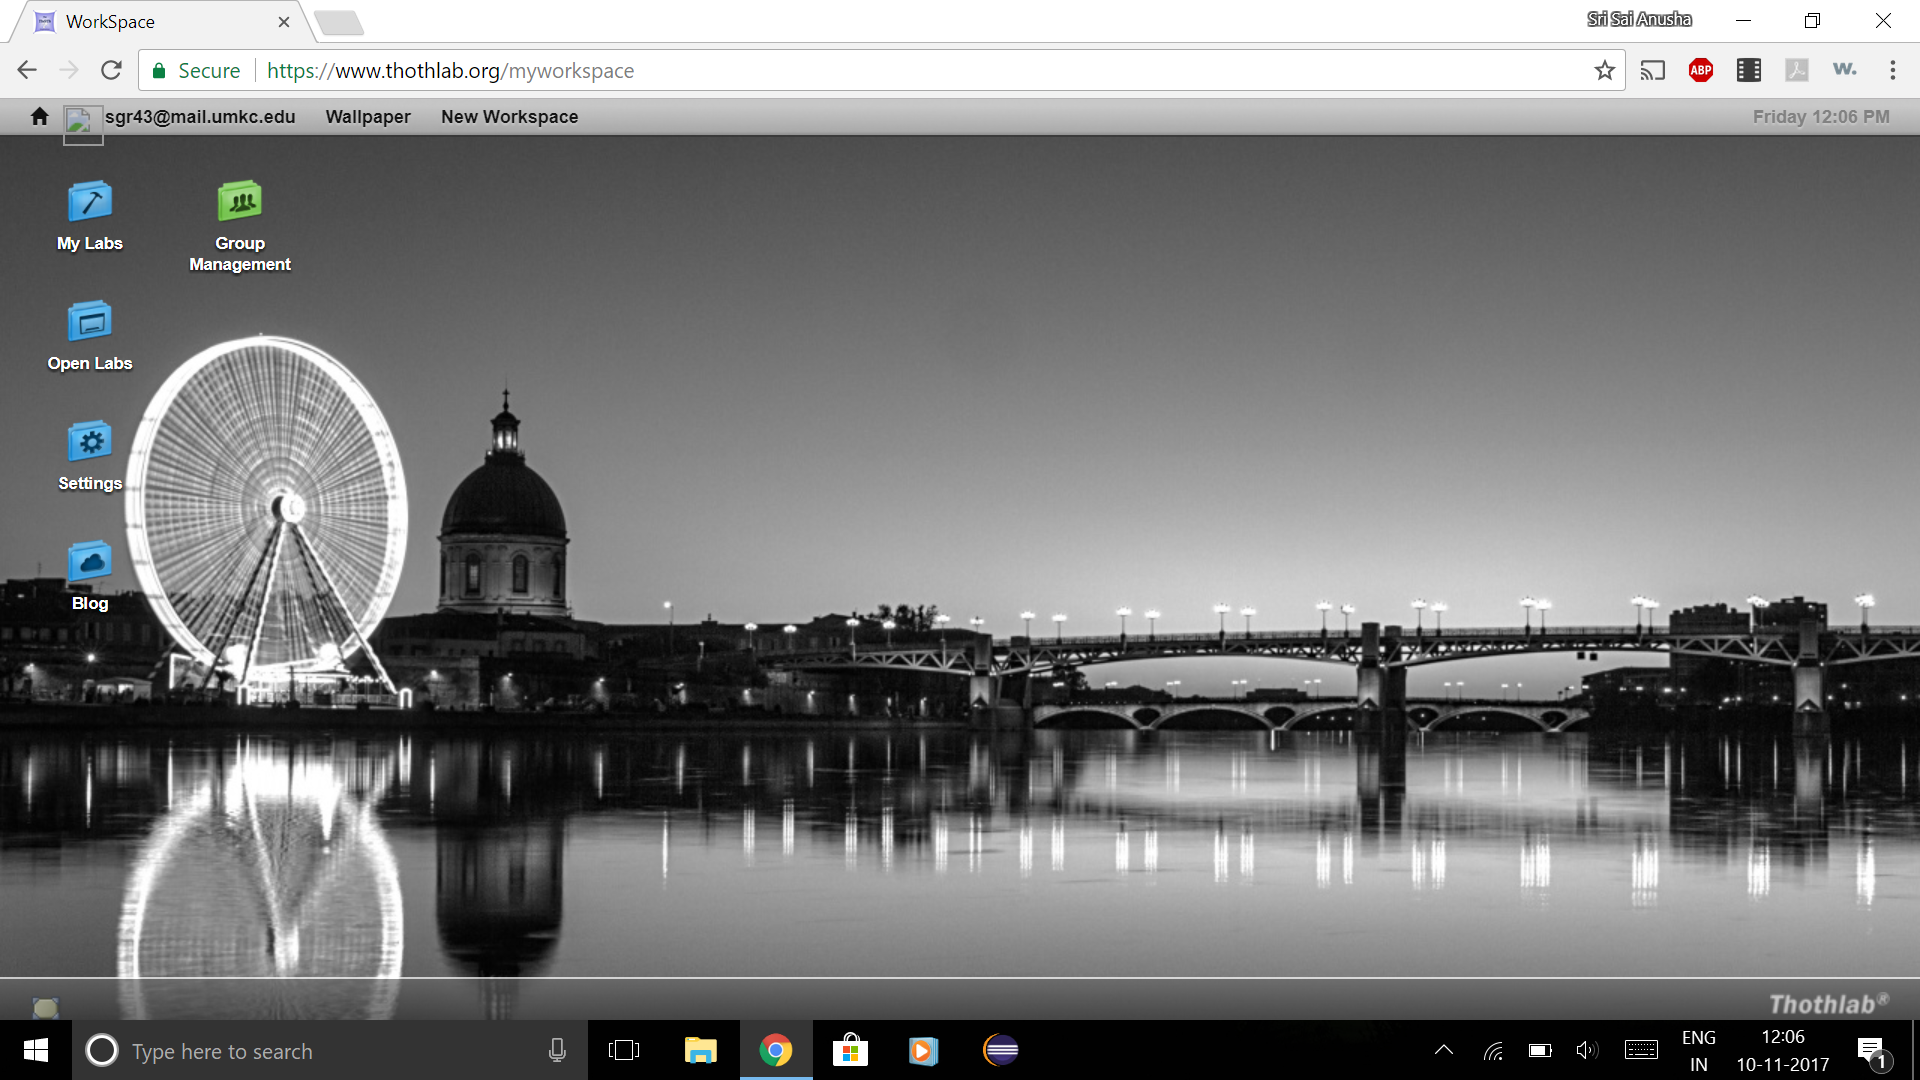 WorkSpace
Sri Sai Anusha
Secure
https://www.thothlab.org/myworkspace
ABP
w.
sgr43@mail.umkc.edu Wallpaper New Workspace
Friday 12:06 PM
My Labs
Group
Management
Open Labs
Settings
Blog
Thothlab®
Type here to search
ENG
IN
12:06
10-11-2017
1